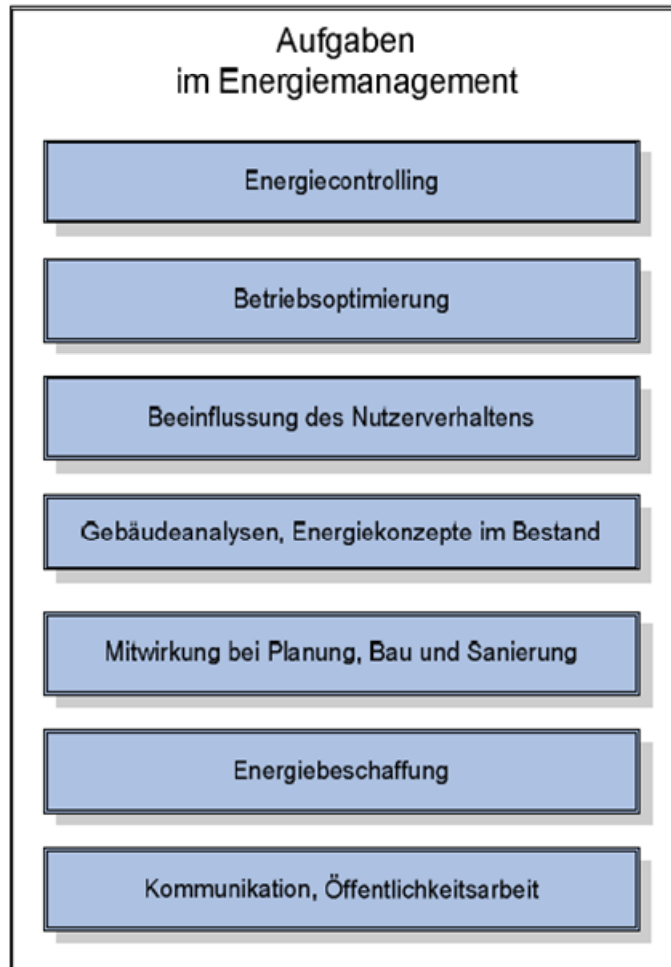 Aufgaben
im Energiemanagement
Energiecontrolling
Betriebsoptimierung
Beeinflussung des Nutzerverhaltens
Gebäudeanalysen, Energiekonzepte im Bestand
Mitwirkung bei Planung, Bau und Sanierung
Energiebeschaffung
Kommunikation, Öffentlichkeitsarbeit